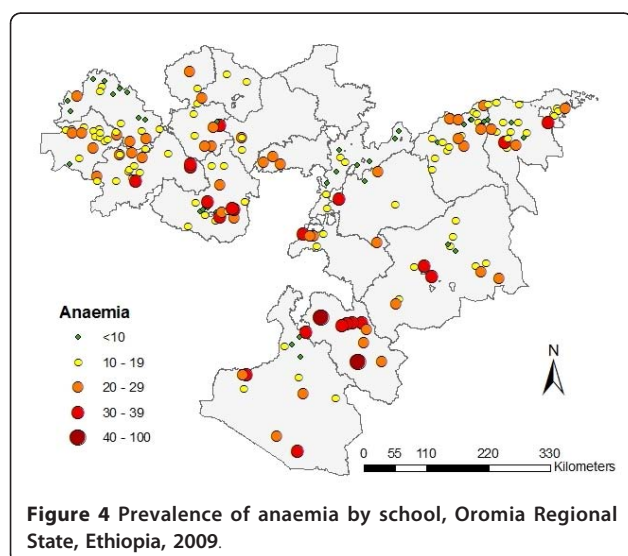 Anaemia
<10
10 - 19
20 - 29
30 - 39
40 - 100
N
0 55 110 220 330
Kilometers
Figure 4 Prevalence of anaemia by school, Oromia Regional
State, Ethiopia, 2009.